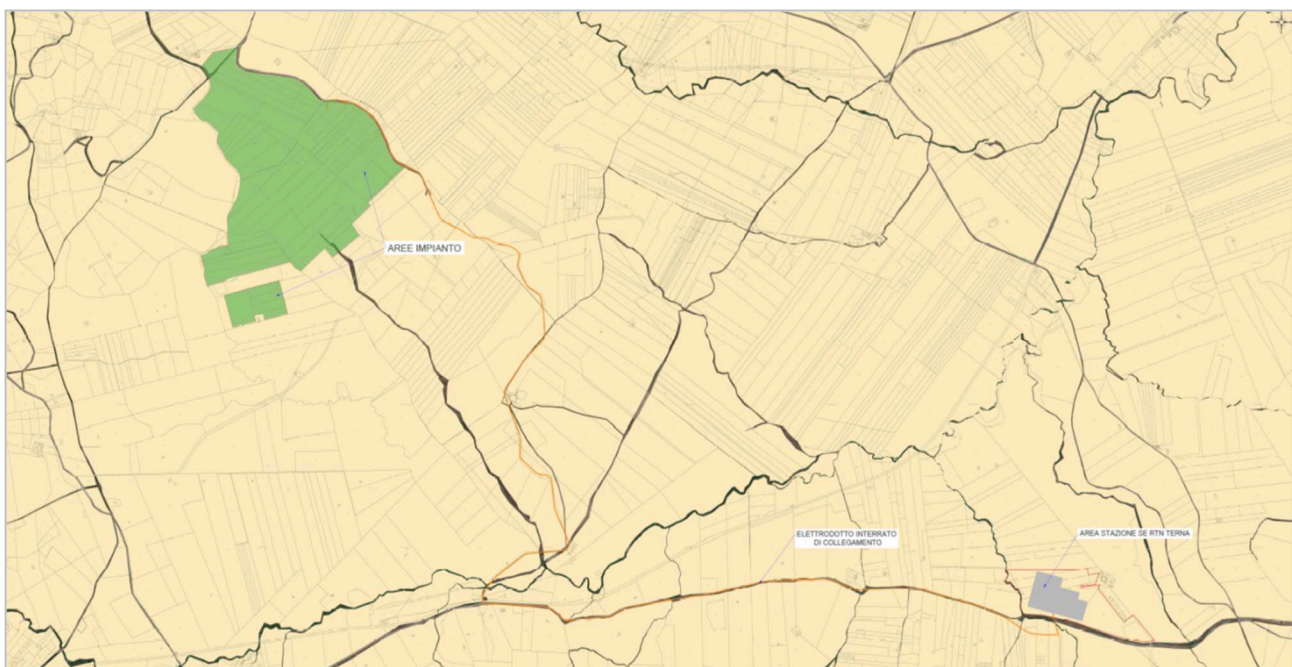 AREE IMPIANTO
ELETTRODOTTO INTERRATO
DI COLLEGAMENTO
AREA STAZIONE SE RTN TERNA